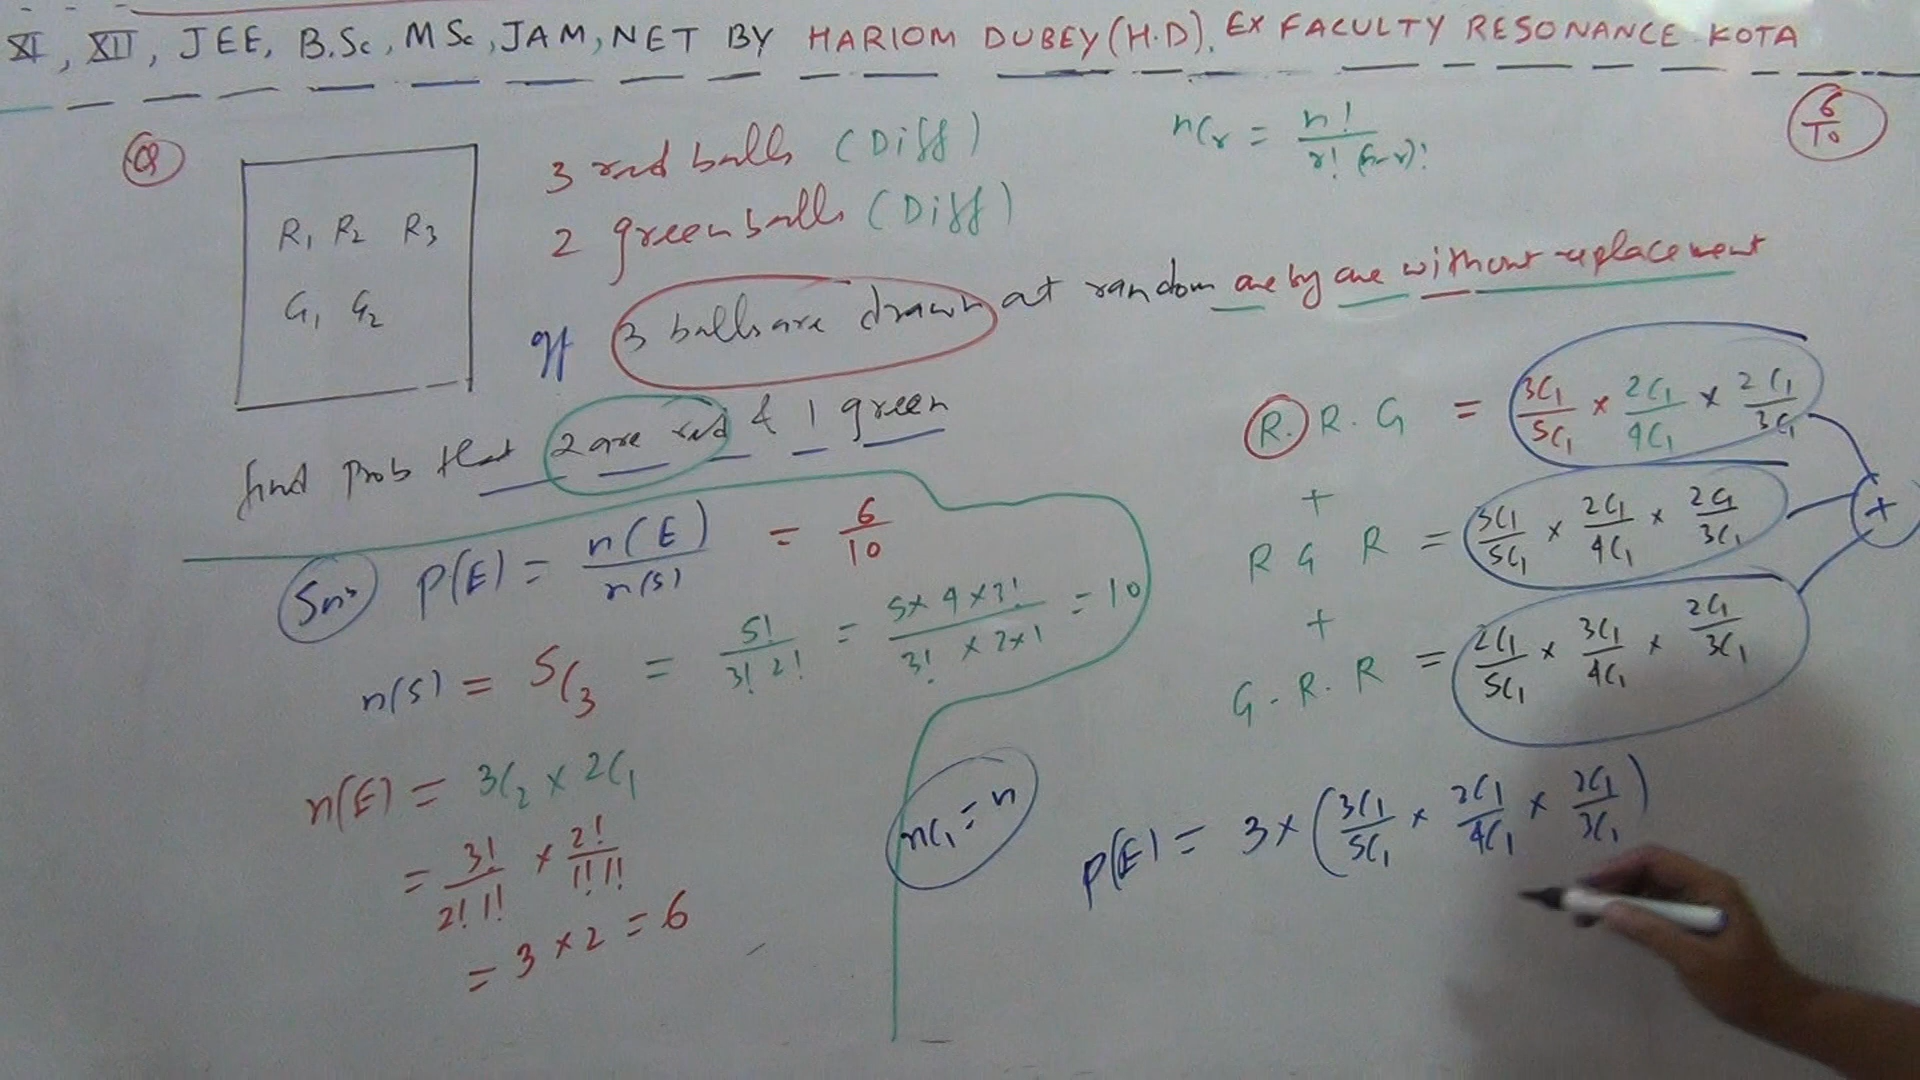 XI, XII, JEE, B.Sc, MSc, JAM, NET BY HARIOM DUBEY(H.D), EX FACULTY RESONANCE KOTA
Q
R1 R2 R3
G1 G2
3 red balls (Diff)
2 green balls (Diff)
nCr = n! / r! (n-r)!
6/10
If 3 balls are drawn at random one by one without replacement
find prob that 2 are red & 1 green
Soln P(E) = n(E)/n(S) = 6/10
n(S) = 5C3 = 5!/3! 2! = 5×4×3!/3!×2×1 = 10
n(E) = 3C2 × 2C1
= 3!/2! 1! × 2!/1! 1!
= 3 × 2 = 6
R. R. G = 3C1/5C1 × 2C1/4C1 × 2C1/3C1
+
R G R = 3C1/5C1 × 2C1/4C1 × 2C1/3C1
+
G. R. R = 2C1/5C1 × 3C1/4C1 × 2C1/3C1
+
nC1 = n
P(E) = 3 × (3C1/5C1 × 2C1/4C1 × 2C1/3C1)